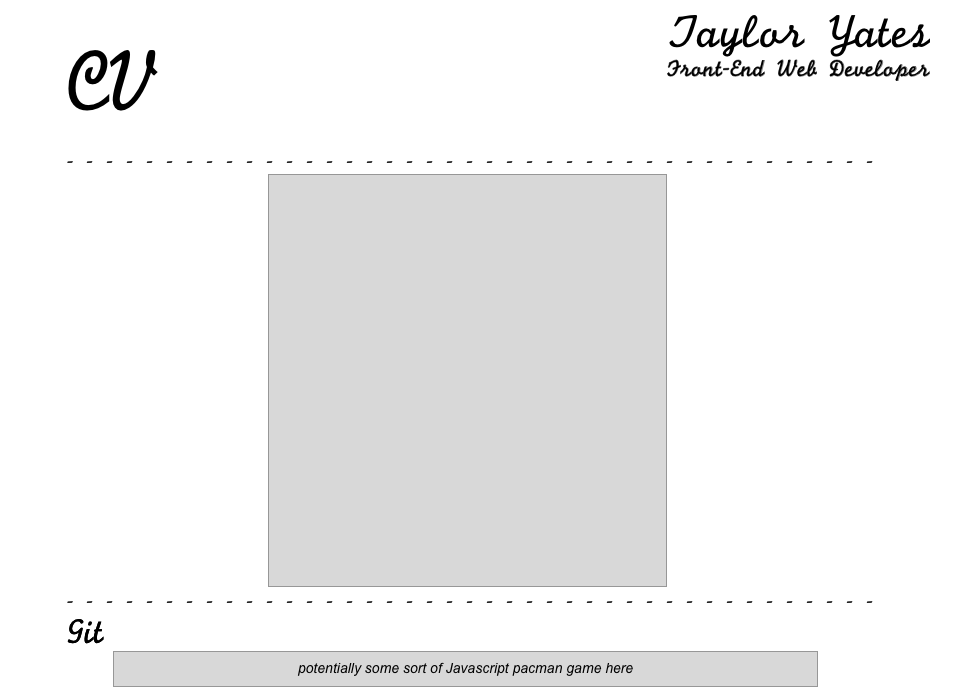 Taylor Yates
Front-End Web Developer
CV
Git
potentially some sort of Javascript pacman game here